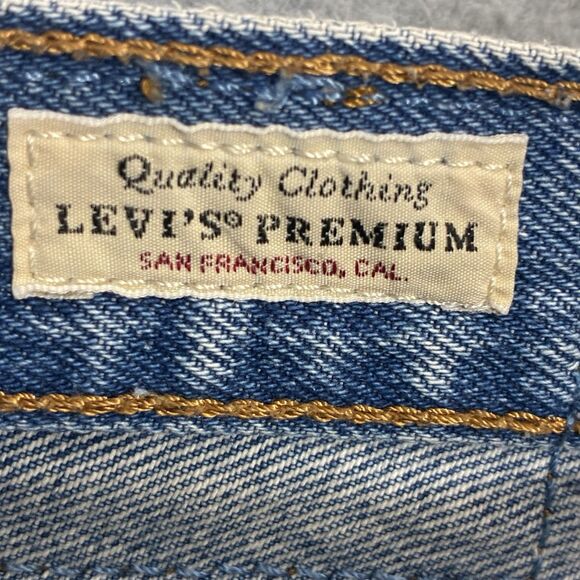 Quality Clothing
LEVI'S® PREMIUM
SAN FRANCISCO, CAL.